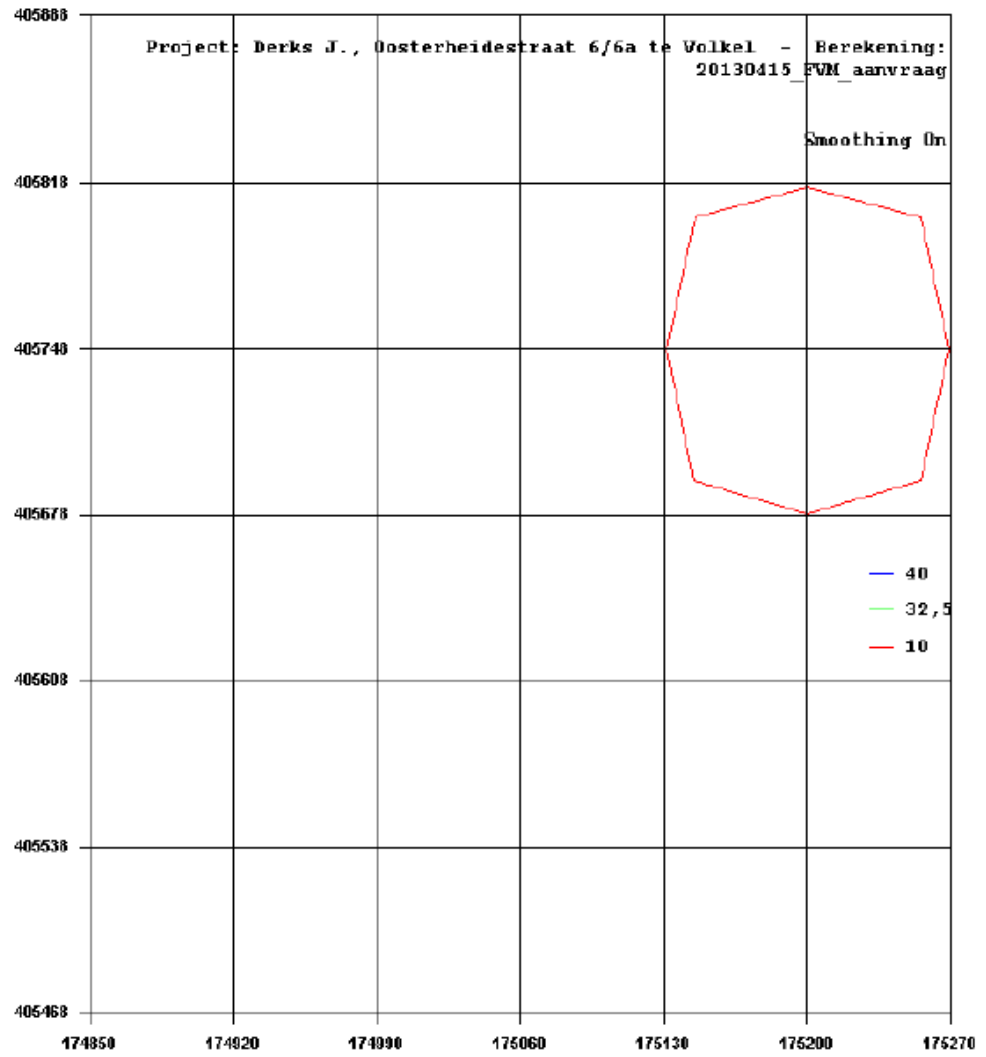 405888
Project: Derks J., Oosterheidestraat 6/6a te Volkel - Berekening:
20130415_FVM_aanvraag
Smoothing On
405818
405748
405678
40
32,5
10
405608
405538
405468
174850 174920 174990 175060 175130 175200 175270